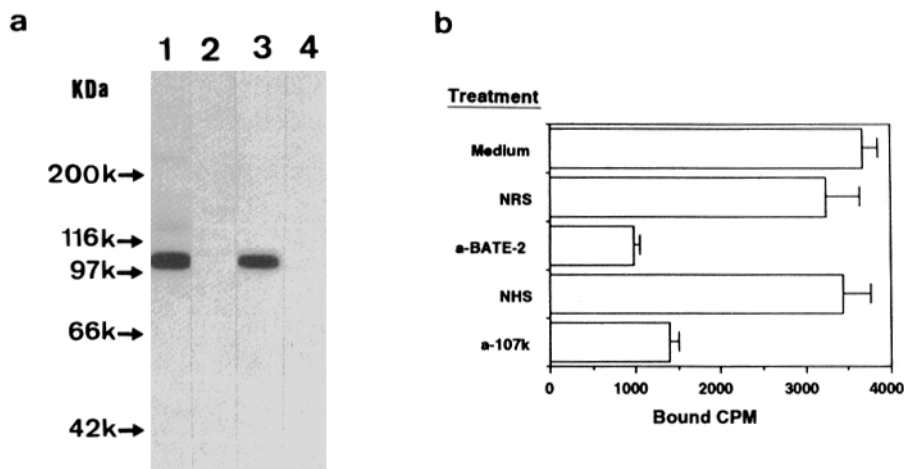 a
1 2 3 4
KDa
200k→
116k→
97k→
66k→
42k→
b
Treatment
Medium
NRS
a-BATE-2
NHS
a-107k
0 1000 2000 3000 4000
Bound CPM